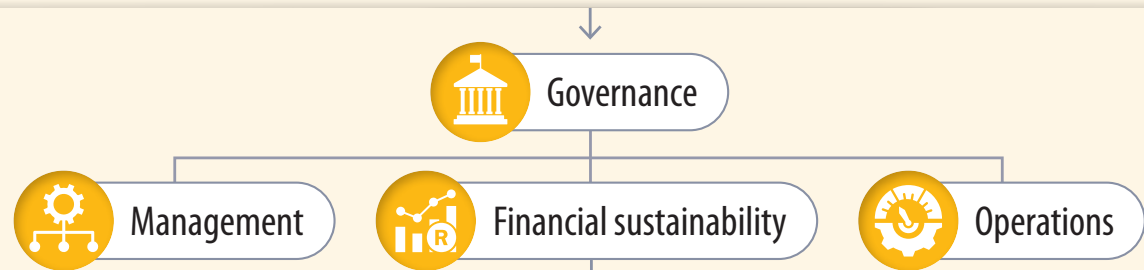 Governance
Management
R
Financial sustainability
Operations